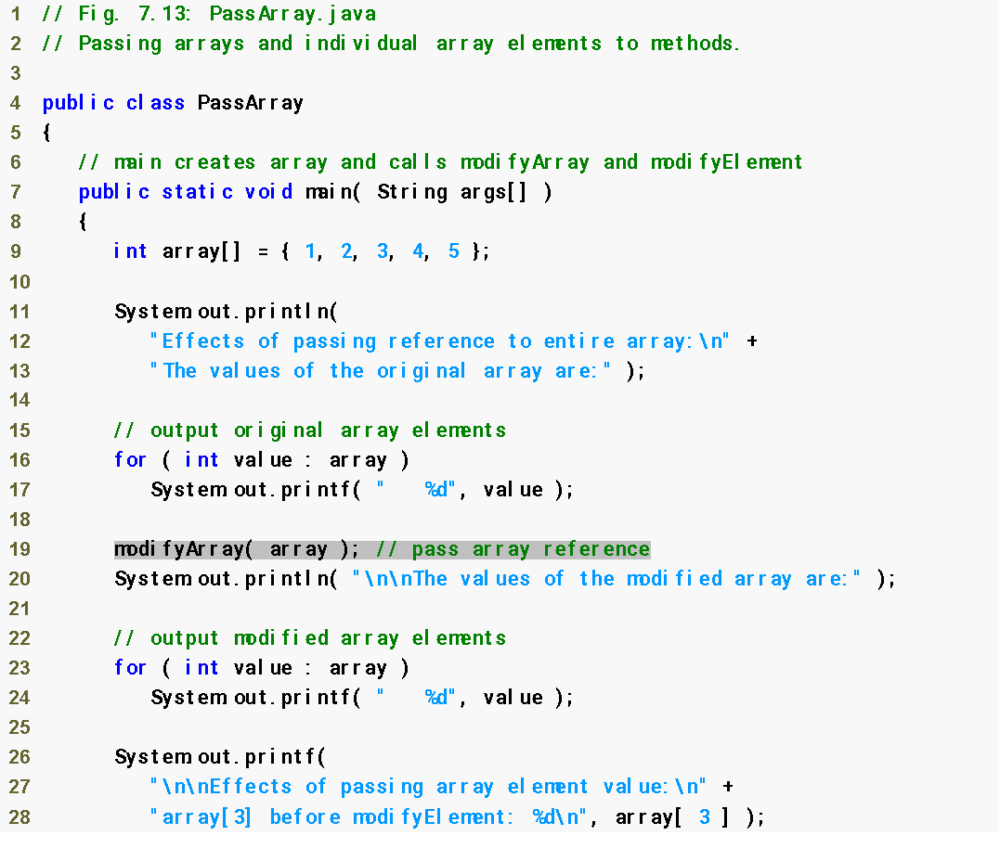 1 // Fig. 7.13: PassArray.java
2 // Passing arrays and individual array elements to methods.
3
4 public class PassArray
5 {
6    // main creates array and calls modifyArray and modifyElement
7    public static void main( String args[] )
8    {
9       int array[] = { 1, 2, 3, 4, 5 };
10
11       System.out.println(
12          "Effects of passing reference to entire array:\n" +
13          "The values of the original array are:" );
14
15       // output original array elements
16       for ( int value : array )
17          System.out.printf( "   %d", value );
18
19       modifyArray( array ); // pass array reference
20       System.out.println( "\n\nThe values of the modified array are:" );
21
22       // output modified array elements
23       for ( int value : array )
24          System.out.printf( "   %d", value );
25
26       System.out.printf(
27          "\n\nEffects of passing array element value:\n" +
28          "array[3] before modifyElement: %d\n", array[ 3 ] );